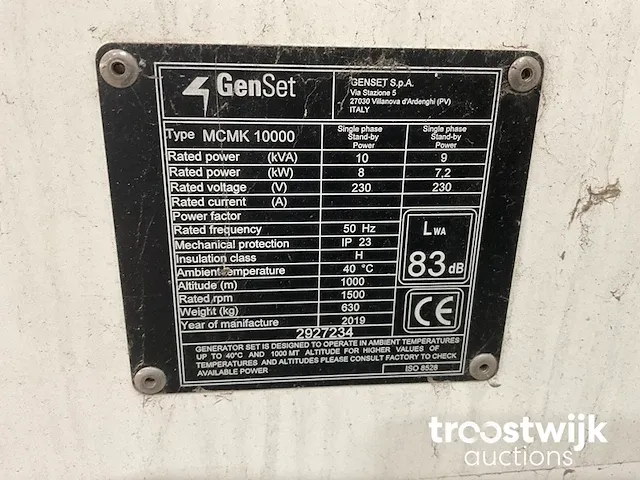 GenSet
GENSET S.p.A.
Via Stazione 5
27030 Villanova d'Ardenghi (PV)
ITALY
Type MCMK 10000
Single phase Stand-by Power
Single phase Stand-by Power
Rated power (kVA) 10 9
Rated power (kW) 8 7,2
Rated voltage (V) 230 230
Rated current (A)
Power factor
Rated frequency 50 Hz
Mechanical protection IP 23
Insulation class H
Ambient temperature 40 °C
Altitude (m) 1000
Rated rpm 1500
Weight (kg) 630
Year of manifacture 2019
LWA
83 dB
CE
2927234
GENERATOR SET IS DESIGNED TO OPERATE IN AMBIENT TEMPERATURES
UP TO 40°C AND 1000 MT ALTITUDE FOR HIGHER VALUES OF
TEMPERATURES AND ALTITUDES PLEASE CONSULT FACTORY TO CHECK
AVAILABLE POWER
ISO 8528
troostwijk
auctions